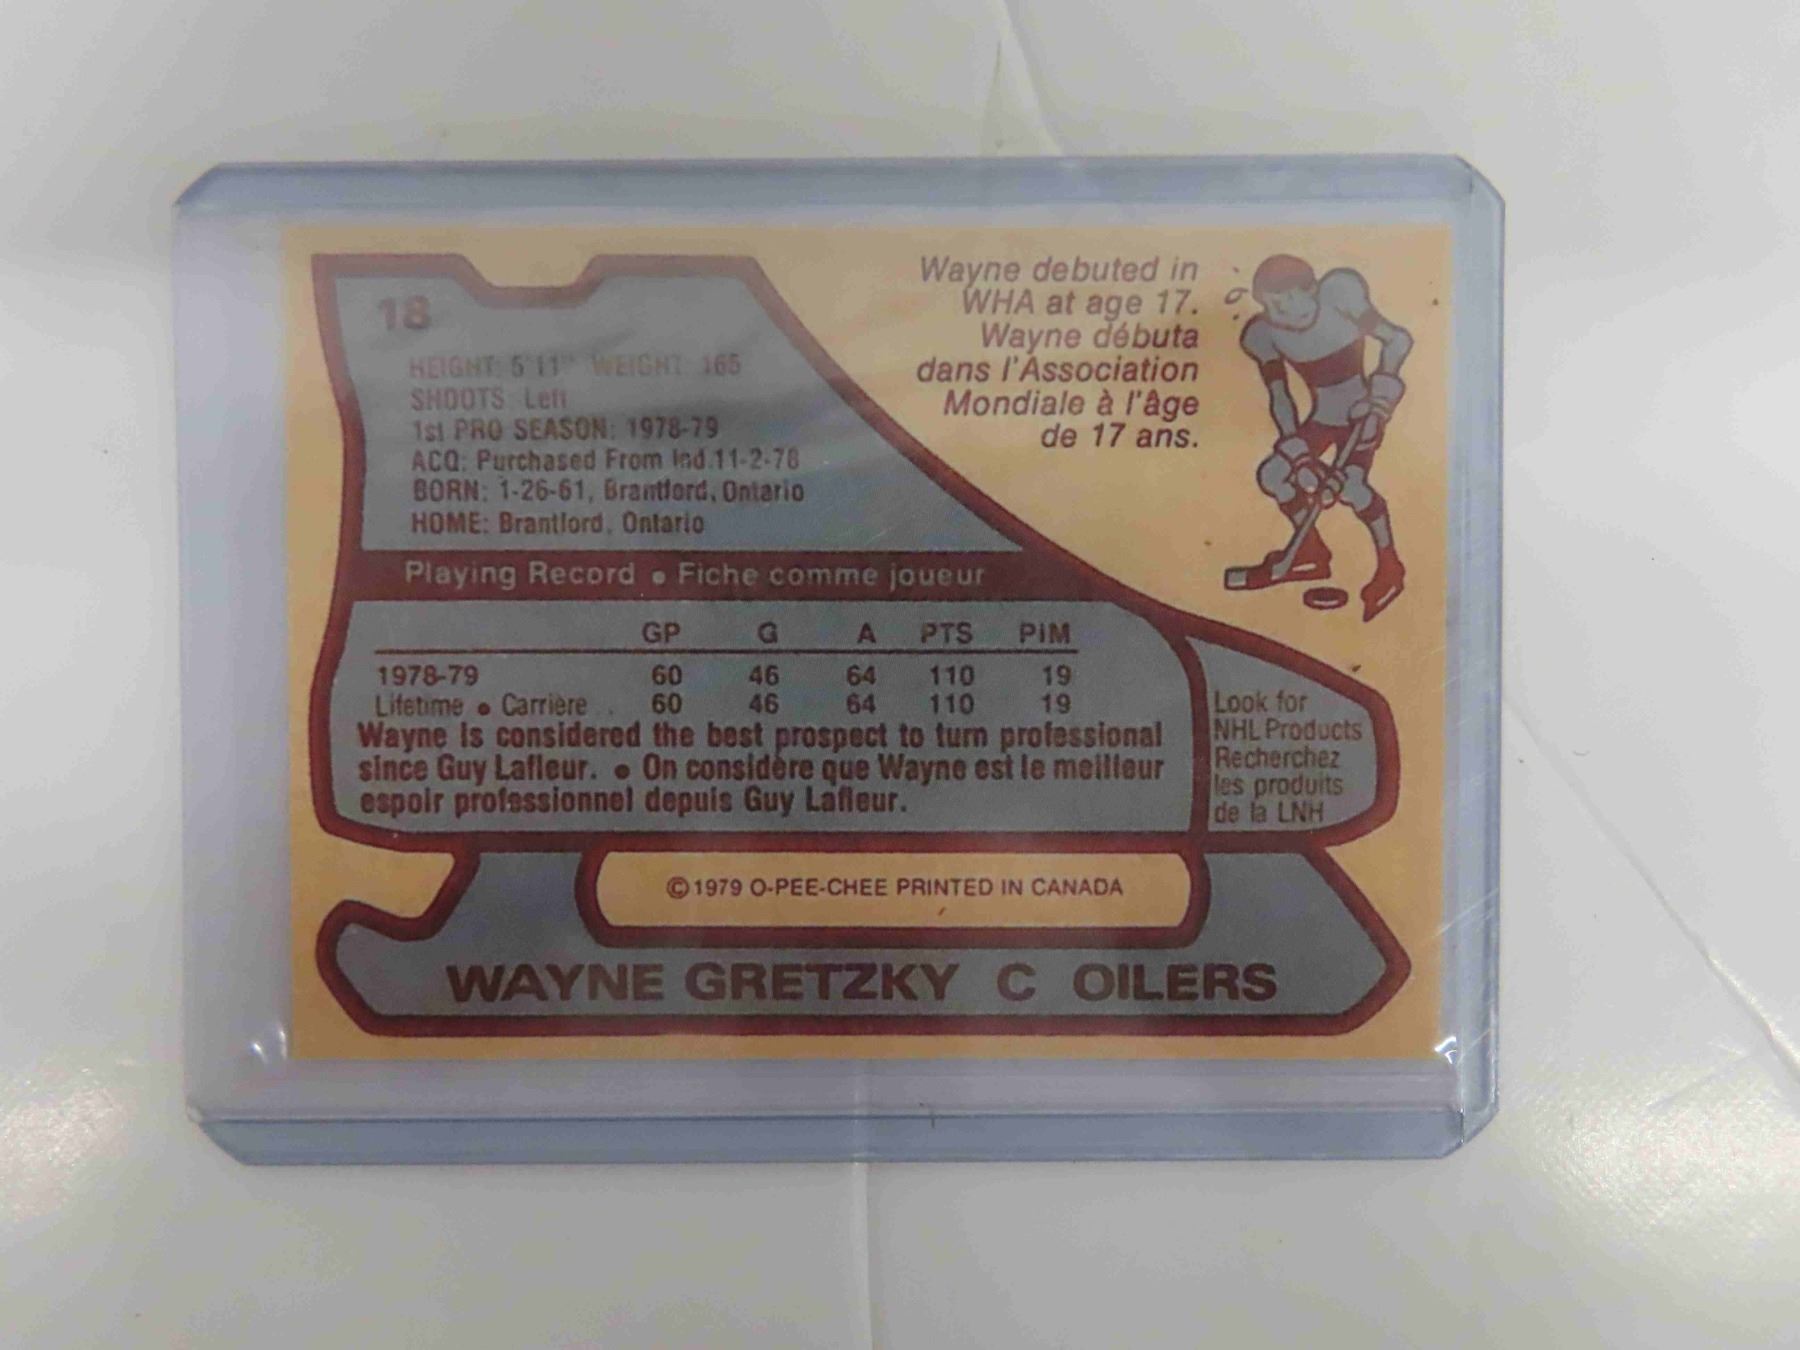 18
HEIGHT: 5'11" WEIGHT: 165
SHOOTS: Left
1st PRO SEASON: 1978-79
ACQ: Purchased From Ind.11-2-78
BORN: 1-26-61, Brantford, Ontario
HOME: Brantford, Ontario
Wayne debuted in
WHA at age 17.
Wayne débuta
dans l'Association
Mondiale à l'âge
de 17 ans.
Playing Record • Fiche comme joueur
GP G A PTS PIM
1978-79 60 46 64 110 19
Lifetime • Carrière . 60 46 64 110 19
Wayne is considered the best prospect to turn professional
since Guy Lafleur. • On considère que Wayne est le meilleur
espoir professionnel depuis Guy Lafleur.
Look for
NHL Products
Recherchez
les produits
de la LNH
© 1979 O-PEE-CHEE PRINTED IN CANADA
WAYNE GRETZKY C OILERS